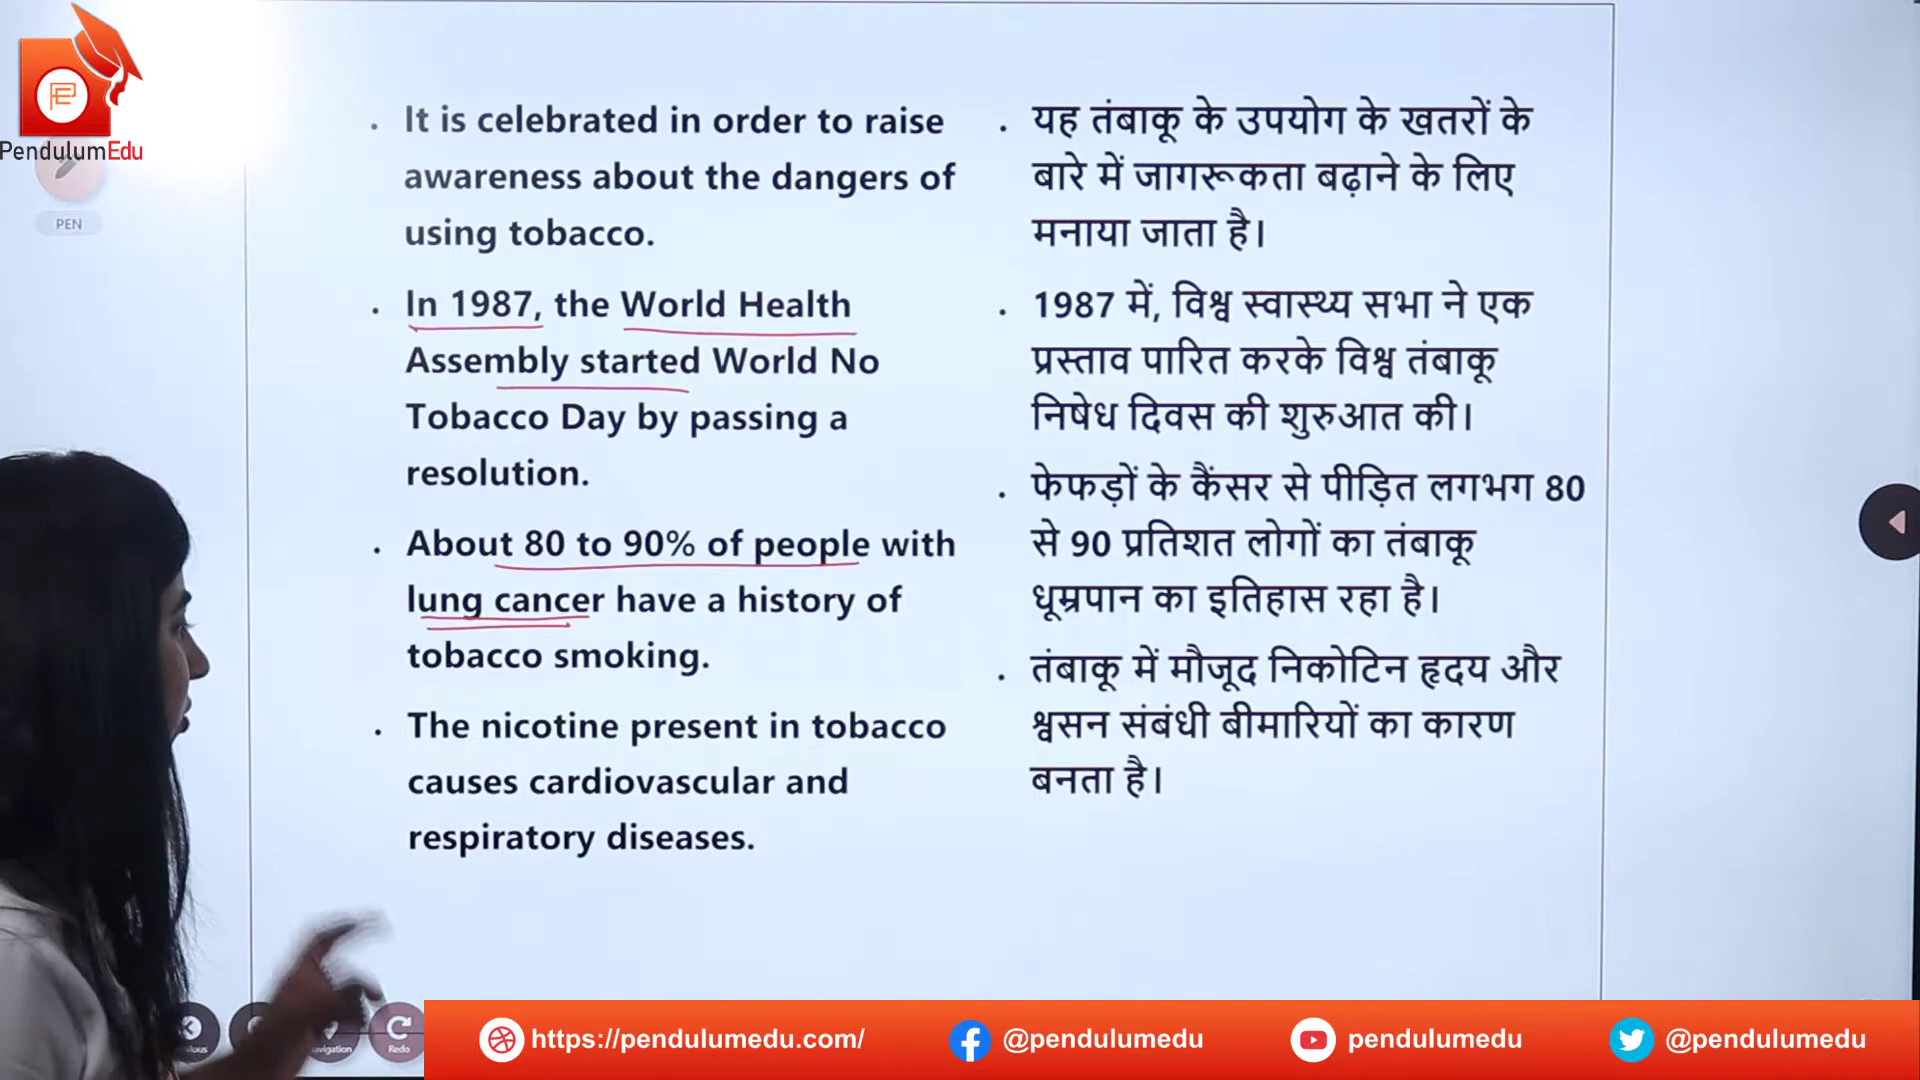 PendulumEdu
PEN
It is celebrated in order to raise
awareness about the dangers of
using tobacco.
In 1987, the World Health
Assembly started World No
Tobacco Day by passing a
resolution.
About 80 to 90% of people with
lung cancer have a history of
tobacco smoking.
The nicotine present in tobacco
causes cardiovascular and
respiratory diseases.
यह तंबाकू के उपयोग के खतरों के
बारे में जागरूकता बढ़ाने के लिए
मनाया जाता है।
1987 में, विश्व स्वास्थ्य सभा ने एक
प्रस्ताव पारित करके विश्व तंबाकू
निषेध दिवस की शुरुआत की।
फेफड़ों के कैंसर से पीड़ित लगभग 80
से 90 प्रतिशत लोगों का तंबाकू
धूम्रपान का इतिहास रहा है।
तंबाकू में मौजूद निकोटिन हृदय और
श्वसन संबंधी बीमारियों का कारण
बनता है।
Redo
https://pendulumedu.com/
@pendulumedu
pendulumedu
@pendulumedu